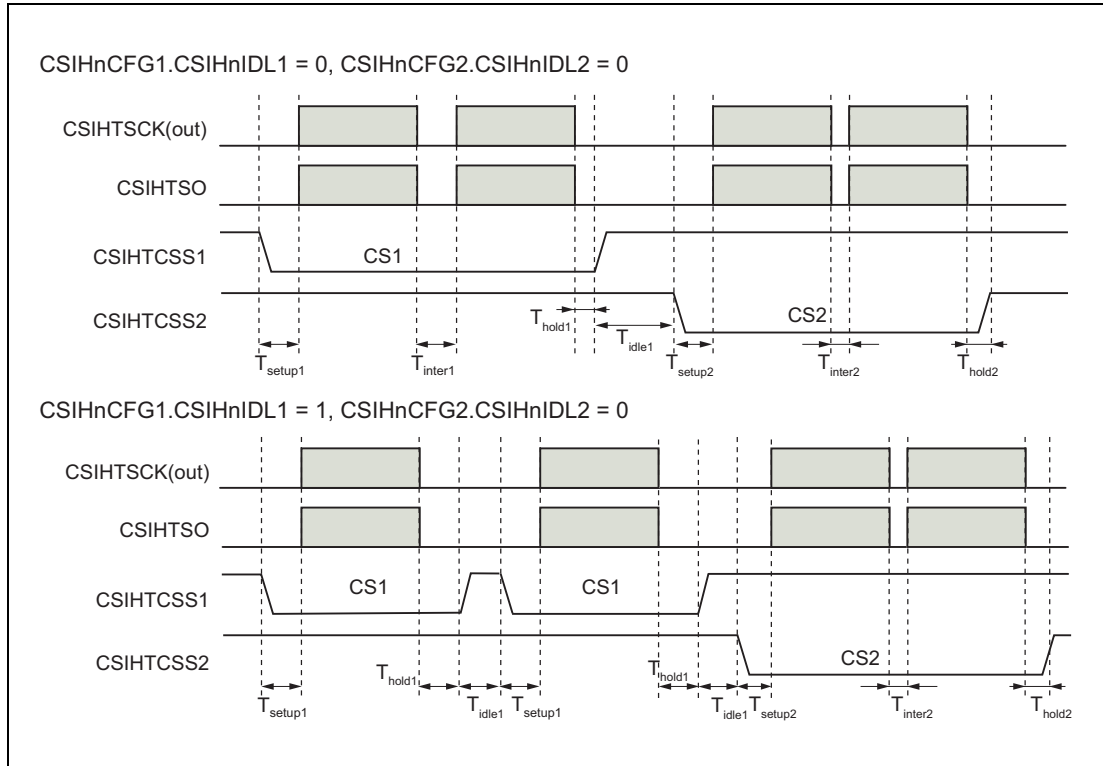 CSIHnCFG1.CSIHnIDL1 = 0, CSIHnCFG2.CSIHnIDL2 = 0
CSIHTSCK(out)
CSIHTSO
CSIHTCSS1
CS1
CSIHTCSS2
CS2
Thold1
Tidle1
Tsetup1
Tinter1
Tsetup2
Tinter2
Thold2
CSIHnCFG1.CSIHnIDL1 = 1, CSIHnCFG2.CSIHnIDL2 = 0
CSIHTSCK(out)
CSIHTSO
CSIHTCSS1
CS1
CS1
CSIHTCSS2
CS2
Thold1
Thold1
Tsetup1
Tidle1
Tsetup1
Tidle1
Tsetup2
Tinter2
Thold2